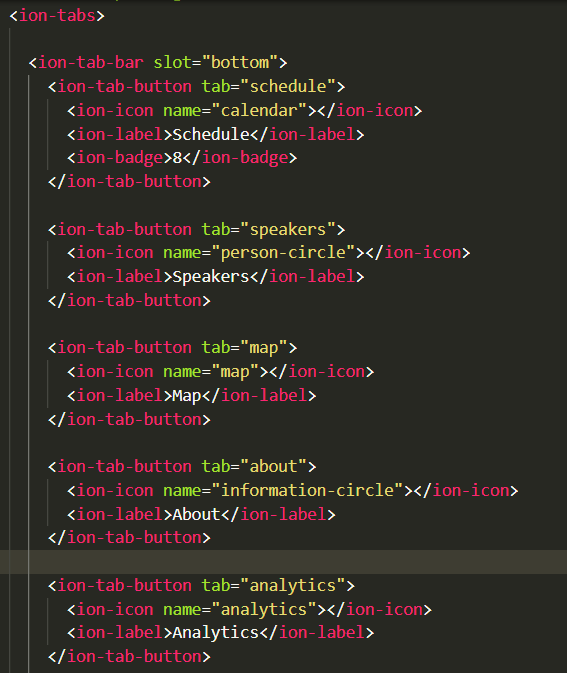 <ion-tabs>
<ion-tab-bar slot="bottom">
<ion-tab-button tab="schedule">
<ion-icon name="calendar"></ion-icon>
<ion-label>Schedule</ion-label>
<ion-badge>8</ion-badge>
</ion-tab-button>
<ion-tab-button tab="speakers">
<ion-icon name="person-circle"></ion-icon>
<ion-label>Speakers</ion-label>
</ion-tab-button>
<ion-tab-button tab="map">
<ion-icon name="map"></ion-icon>
<ion-label>Map</ion-label>
</ion-tab-button>
<ion-tab-button tab="about">
<ion-icon name="information-circle"></ion-icon>
<ion-label>About</ion-label>
</ion-tab-button>
<ion-tab-button tab="analytics">
<ion-icon name="analytics"></ion-icon>
<ion-label>Analytics</ion-label>
</ion-tab-button>